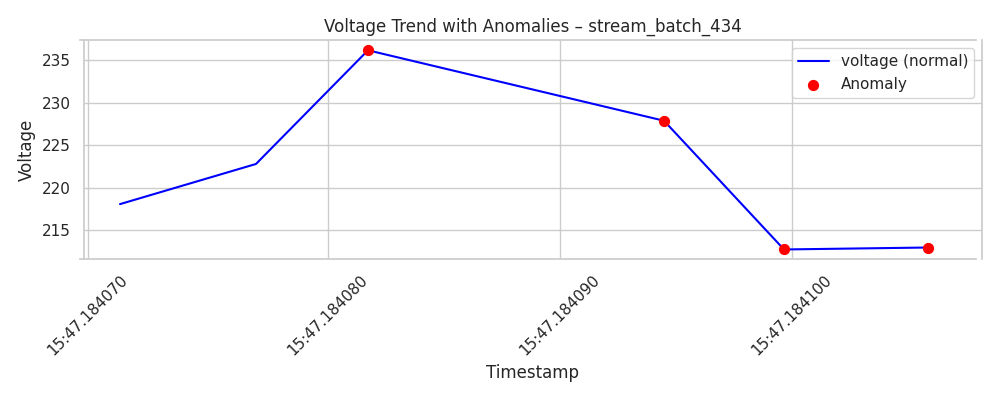 Voltage Trend with Anomalies – stream_batch_434
voltage (normal)
Anomaly
Voltage
235
230
225
220
215
15:47.184070
15:47.184080
15:47.184090
15:47.184100
Timestamp